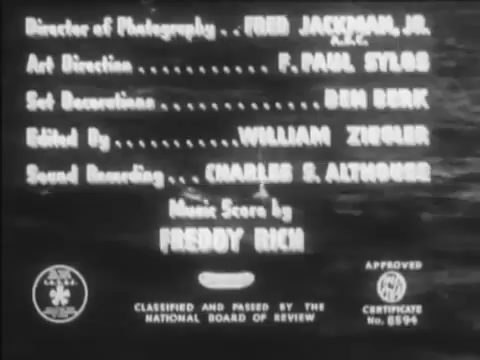 Director of Photography .. FRED JACKMAN, JR.
A.S.C.
Art Direction ........... F. PAUL SYLOS
Set Decorations ............. BEN BERK
Edited By ........... WILLIAM ZIEGLER
Sound Recording ... CHARLES S. ALTHOUSE
Music Score by
FREDDY RICH
CLASSIFIED AND PASSED BY THE
NATIONAL BOARD OF REVIEW
APPROVED
CERTIFICATE
No. 8594